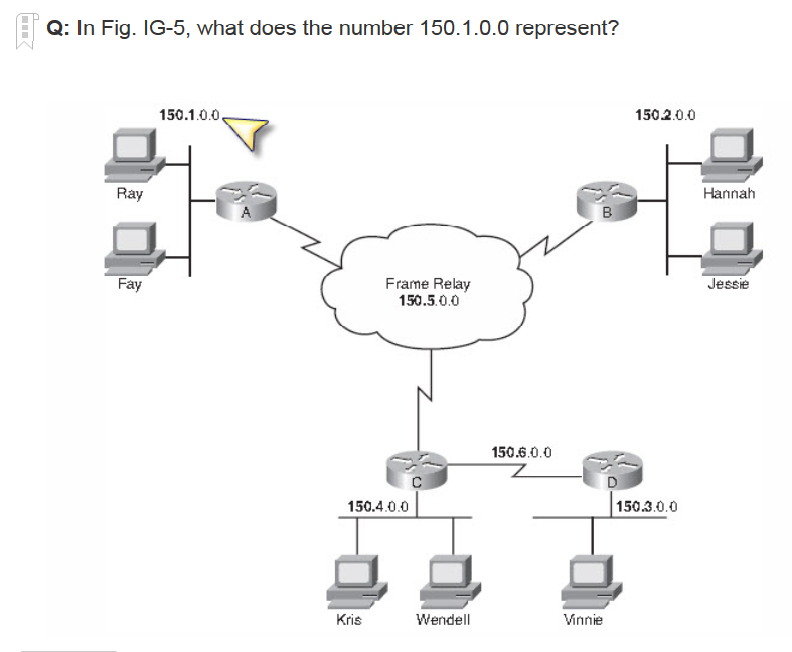 Q: In Fig. IG-5, what does the number 150.1.0.0 represent?
150.1.0.0
150.2.0.0
Ray
A
B
Hannah
Fay
Frame Relay
150.5.0.0
Jessie
150.6.0.0
C
D
150.4.0.0
150.3.0.0
Kris
Wendell
Vinnie